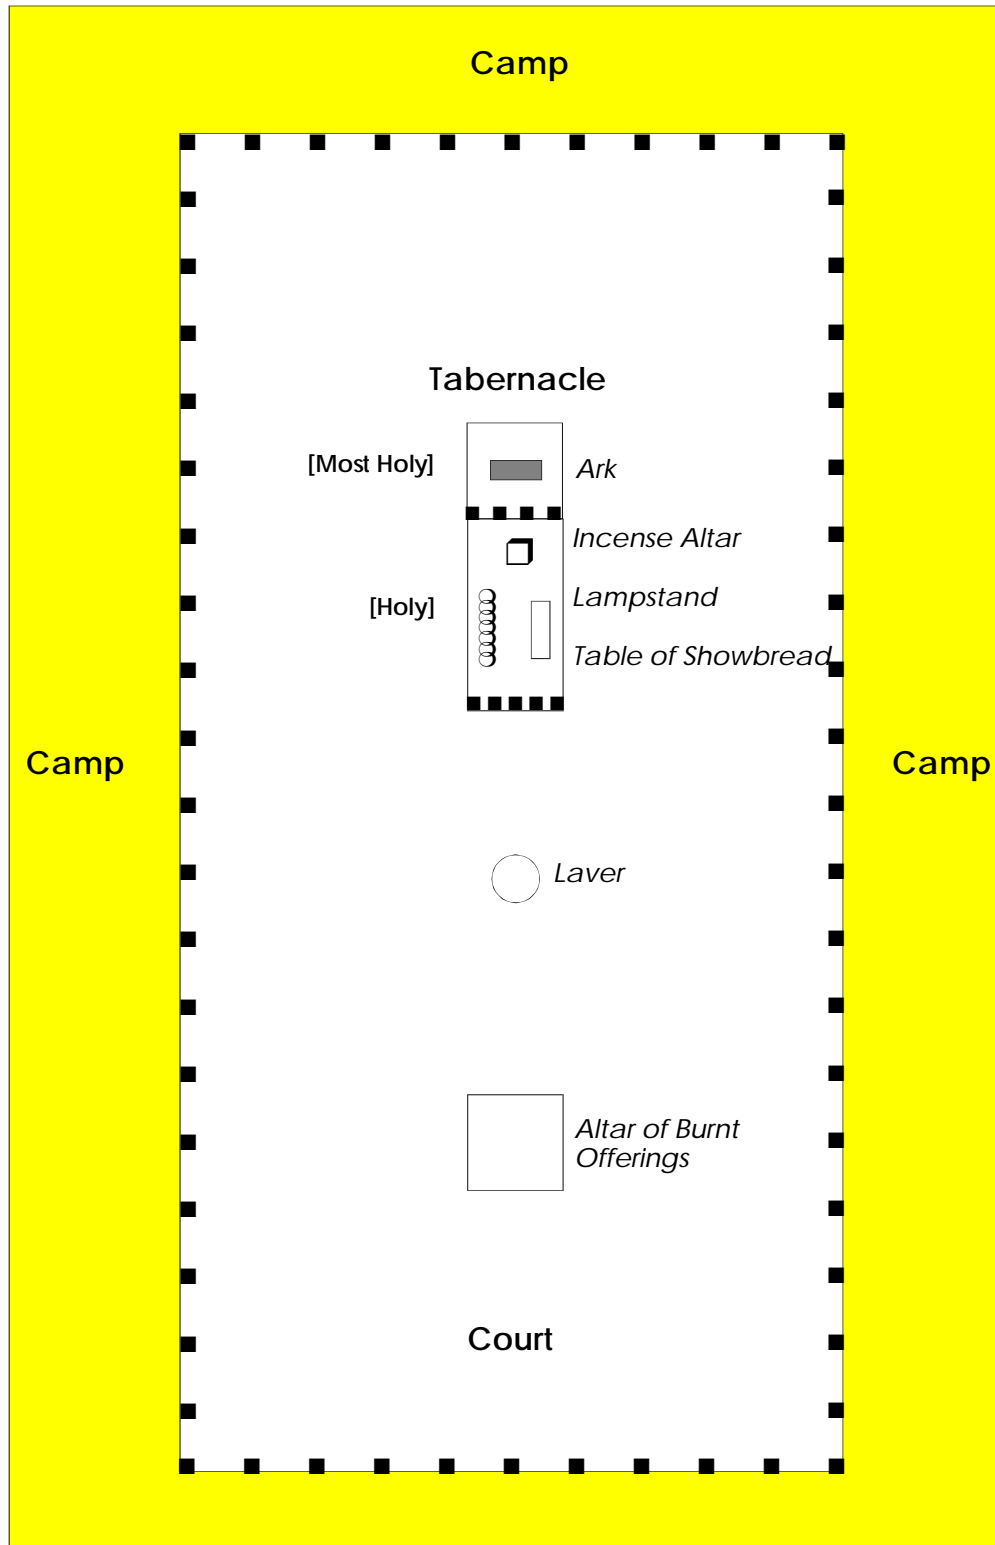 Camp
Tabernacle
[Most Holy]
Ark
Incense Altar
[Holy]
Lampstand
Table of Showbread
Camp
Camp
Laver
Altar of Burnt
Offerings
Court